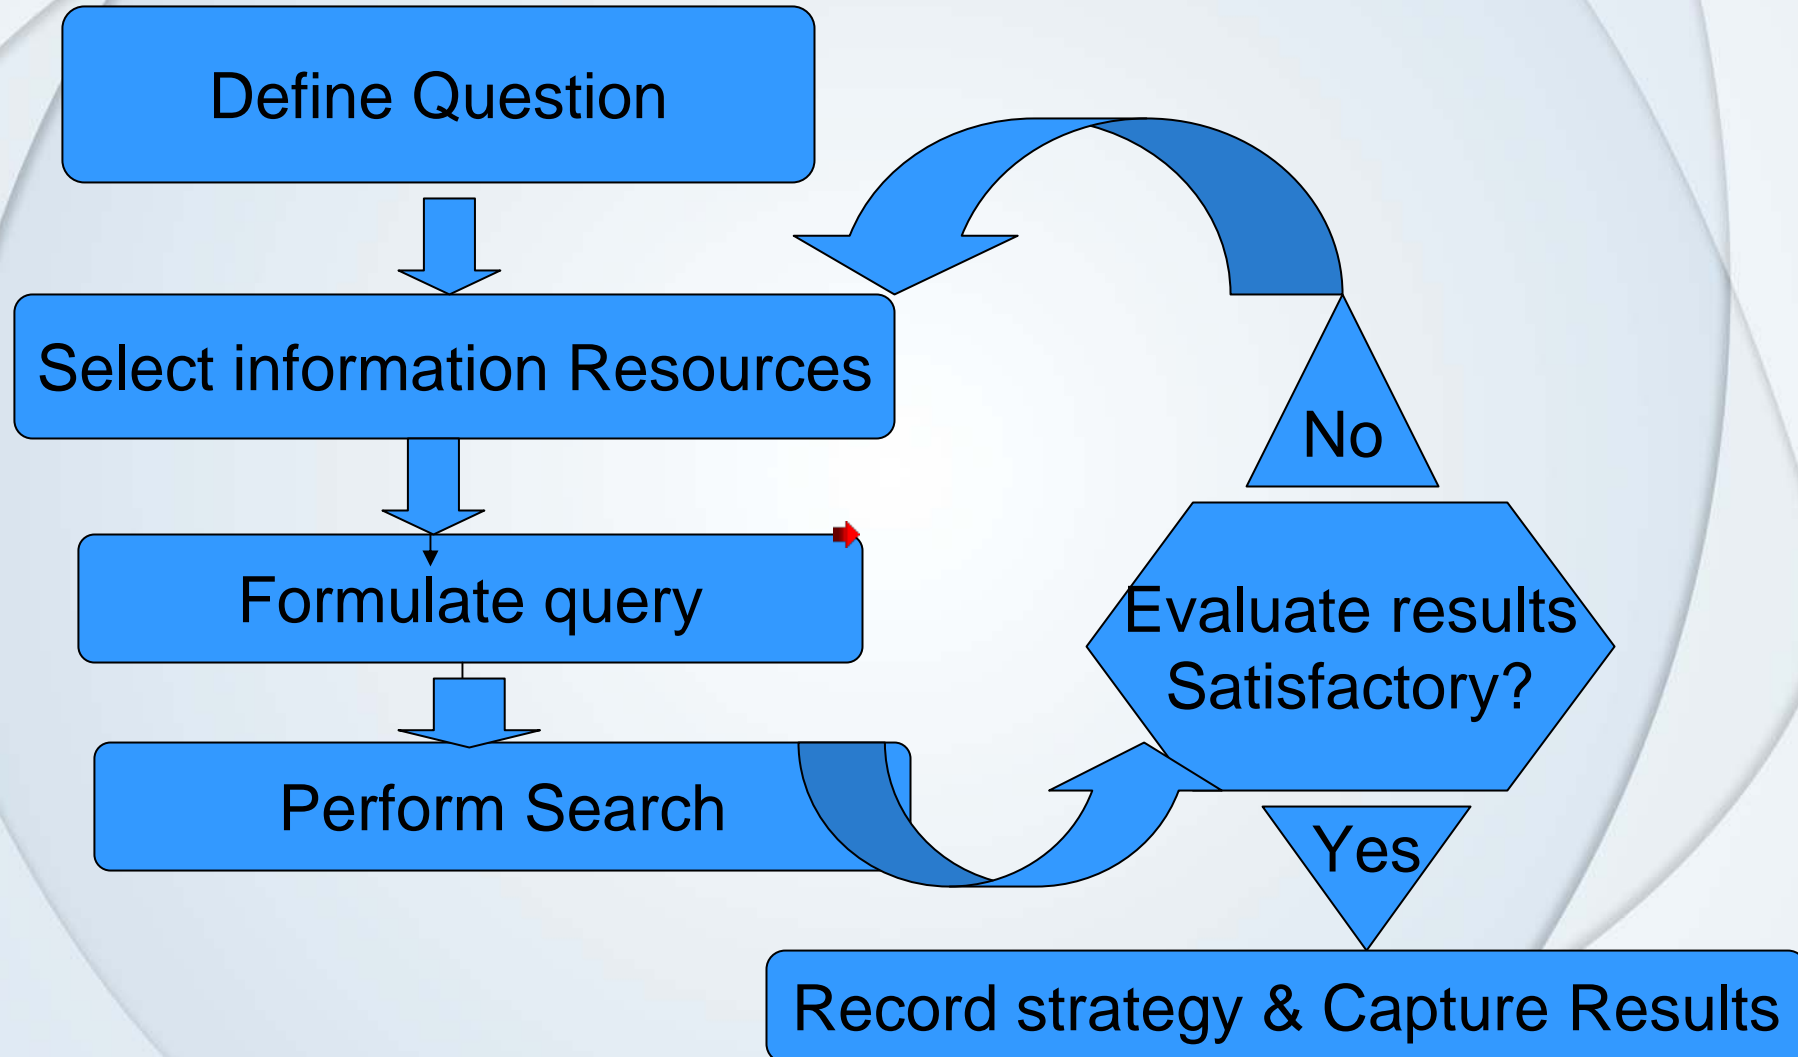 Define Question
Select information Resources
Formulate query
Perform Search
No
Evaluate results
Satisfactory?
Yes
Record strategy & Capture Results